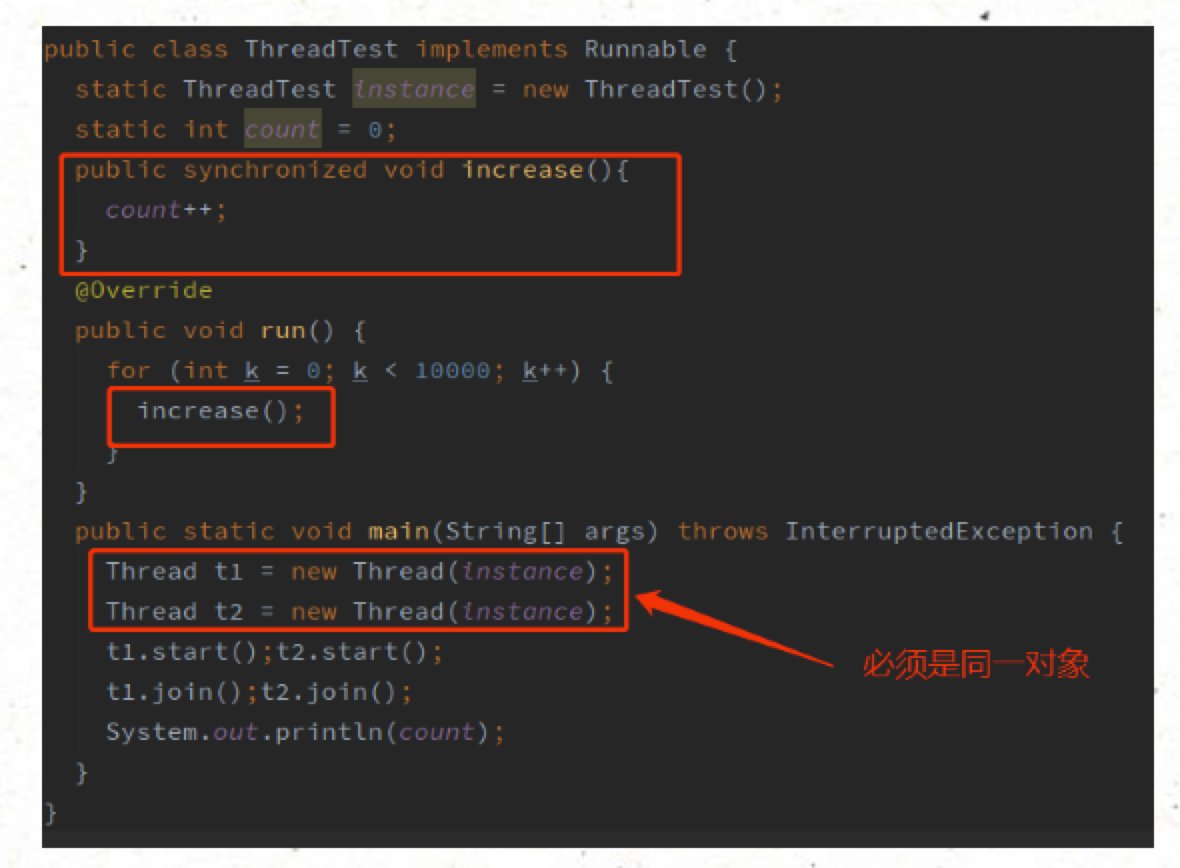 public class ThreadTest implements Runnable {
static ThreadTest instance = new ThreadTest();
static int count = 0;
public synchronized void increase(){
count++;
}
@Override
public void run() {
for (int k = 0; k < 10000; k++) {
increase();
}
}
public static void main(String[] args) throws InterruptedException {
Thread t1 = new Thread(instance);
Thread t2 = new Thread(instance);
t1.start();t2.start();
必须是同一对象
t1.join();t2.join();
System.out.println(count);
}
}